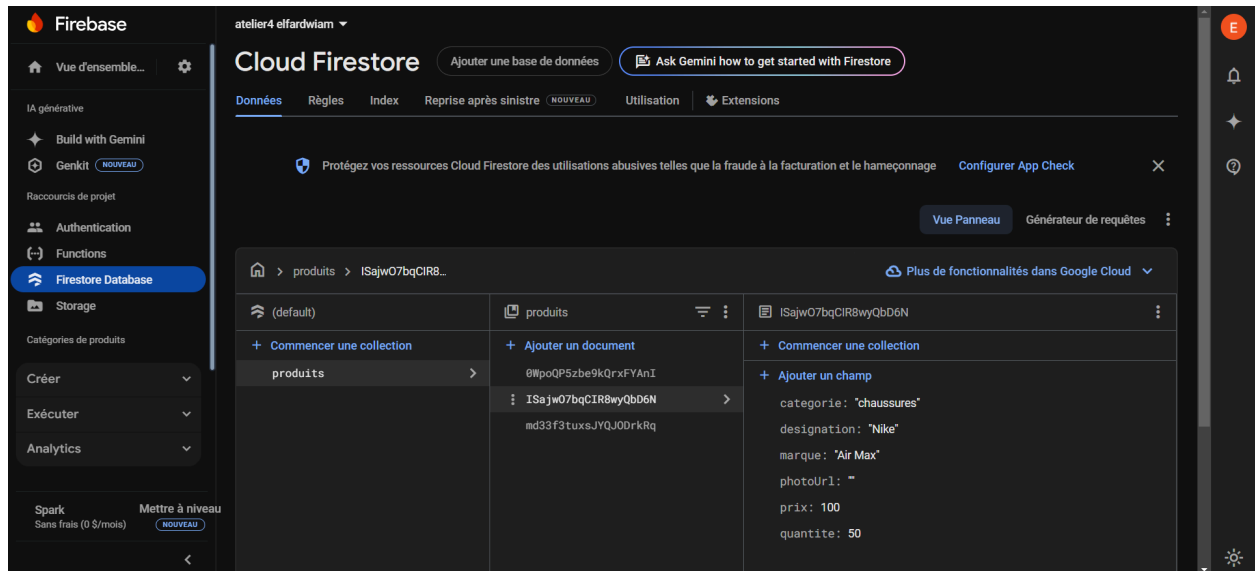 Firebase
atelier4 elfardwiam
E
Vue d'ensemble...
Cloud Firestore
Ajouter une base de données
Ask Gemini how to get started with Firestore
Données Règles Index Reprise après sinistre NOUVEAU Utilisation Extensions
IA générative
Build with Gemini
Genkit NOUVEAU
Raccourcis de projet
Authentication
Functions
Firestore Database
Storage
Catégories de produits
Créer
Exécuter
Analytics
Spark
Sans frais (0 $/mois)
Mettre à niveau
NOUVEAU
Protégez vos ressources Cloud Firestore des utilisations abusives telles que la fraude à la facturation et le hameçonnage Configurer App Check
Vue Panneau Générateur de requêtes
produits > ISajwO7bqCIR8...
Plus de fonctionnalités dans Google Cloud
(default)
+ Commencer une collection
produits
produits
+ Ajouter un document
0WpoQP5zbe9kQrxFYAnI
ISajwO7bqCIR8wyQbD6N
md33f3tuxsJYQJODrkRq
ISajwO7bqCIR8wyQbD6N
+ Commencer une collection
+ Ajouter un champ
categorie: "chaussures"
designation: "Nike"
marque: "Air Max"
photoUrl: ""
prix: 100
quantite: 50